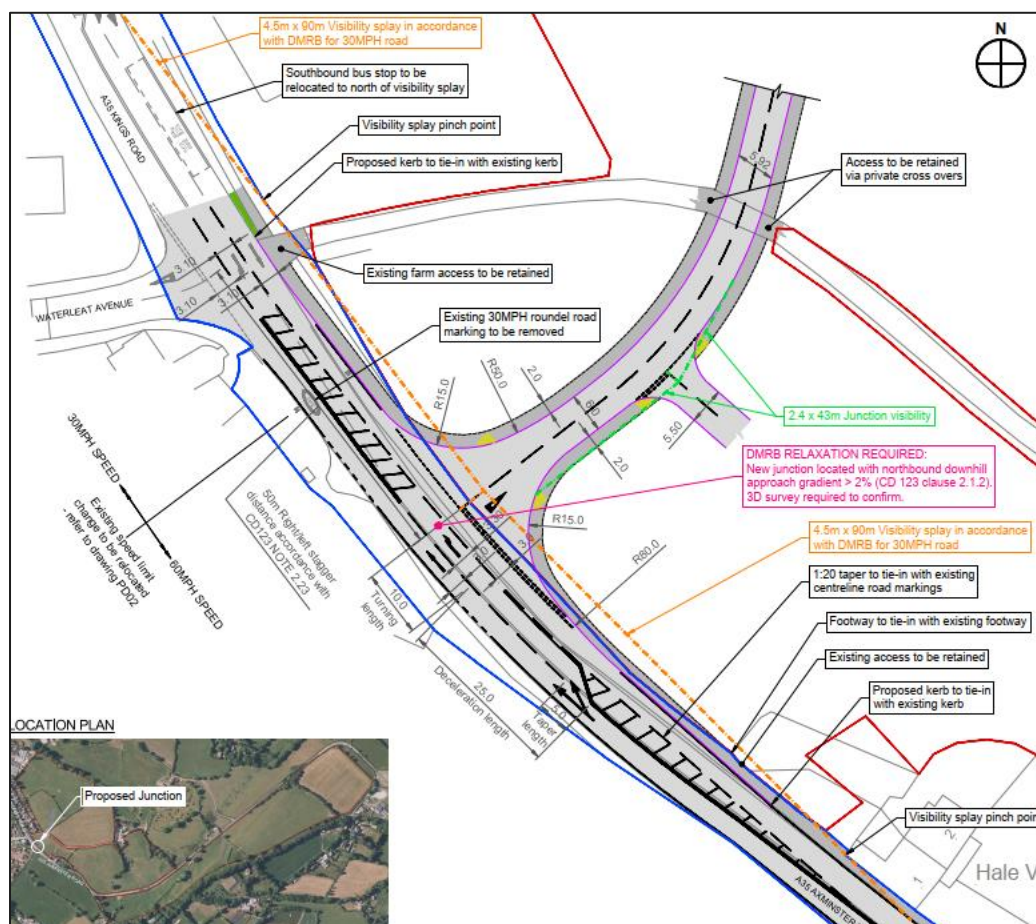 4.5m x 90m Visibility splay in accordance
with DMRB for 30MPH road
N
Southbound bus stop to be
relocated to north of visibility splay
A35 KINGS ROAD
Visibility splay pinch point
Proposed kerb to tie-in with existing kerb
5.92
Access to be retained
via private cross overs
Existing farm access to be retained
3.10
3.10
3.10
WATERLEAT AVENUE
Existing 30MPH roundel road
marking to be removed
R15.0
R50.0
2.0
6.0
2.0
5.50
2.4 x 43m Junction visibility
DMRB RELAXATION REQUIRED:
New junction located with northbound downhill
approach gradient > 2% (CD 123 clause 2.1.2).
3D survey required to confirm.
30MPH SPEED
60MPH SPEED
Existing speed limit
change to be relocated
- refer to drawing PD02
50m Right/left stagger
distance accordance with
CD123 NOTE 2.23
R15.0
R80.0
4.5m x 90m Visibility splay in accordance
with DMRB for 30MPH road
10.0
Turning
length
25.0
Deceleration length
5.0
Taper
length
1:20 taper to tie-in with existing
centreline road markings
Footway to tie-in with existing footway
Existing access to be retained
Proposed kerb to tie-in
with existing kerb
LOCATION PLAN
Proposed Junction
Visibility splay pinch poin
2
1
Hale V
A35 AXMINSTER